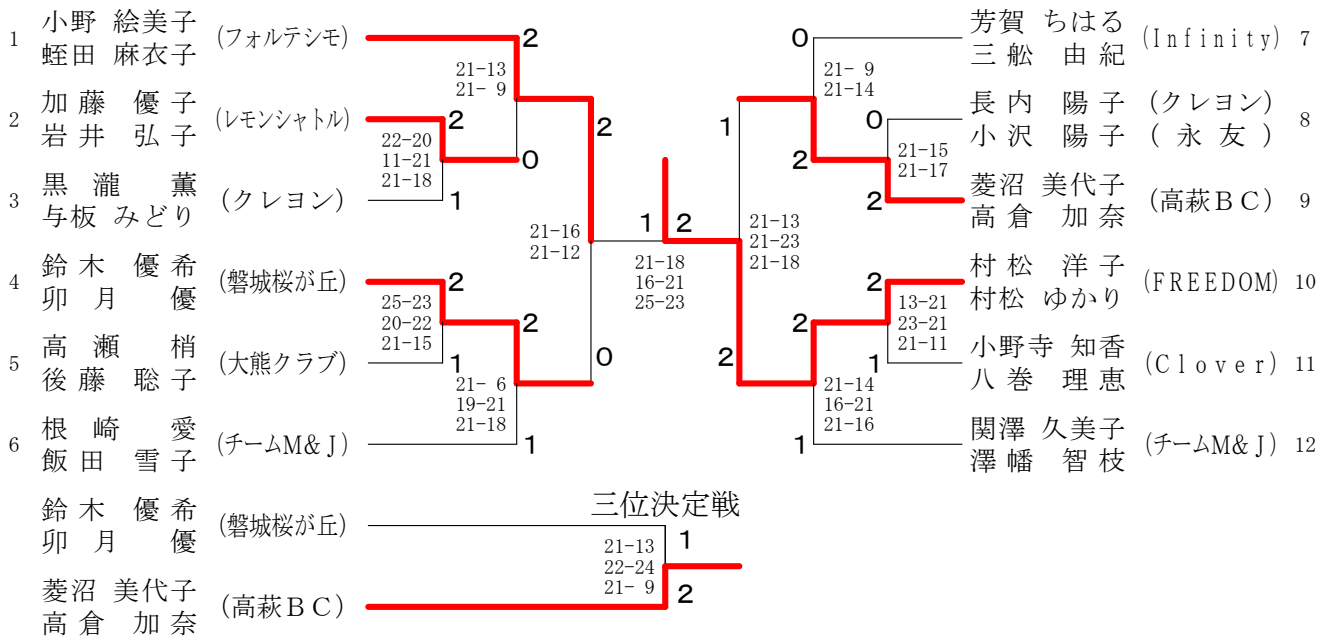 1 小野 絵美子 (フォルテシモ)
蛭田 麻衣子
2
21-13
21- 9
2 加藤 優子 (レモンシャトル)
岩井 弘子
2
22-20
11-21
21-18
0
3 黒瀧 薫 (クレヨン)
与板 みどり
1
2
21-16
21-12
4 鈴木 優希 (磐城桜が丘)
卯月 優
2
25-23
20-22
21-15
2
5 高瀬 梢 (大熊クラブ)
後藤 聡子
1
21- 6
19-21
21-18
0
6 根崎 愛 (チームM&J)
飯田 雪子
1
1 2
21-18
16-21
25-23
芳賀 ちはる (Infinity) 7
三舩 由紀
0
21- 9
21-14
長内 陽子 (クレヨン) 8
小沢 陽子 (永友)
0
21-15
21-17
1
2
菱沼 美代子 (高萩BC) 9
高倉 加奈
2
21-13
21-23
21-18
村松 洋子 (FREEDOM) 10
村松 ゆかり
2
13-21
23-21
21-11
2
小野寺 知香 (Clover) 11
八巻 理恵
1
2
21-14
16-21
21-16
関澤 久美子 (チームM&J) 12
澤幡 智枝
1
三位決定戦
鈴木 優希 (磐城桜が丘)
卯月 優
1
21-13
22-24
21- 9
菱沼 美代子 (高萩BC)
高倉 加奈
2